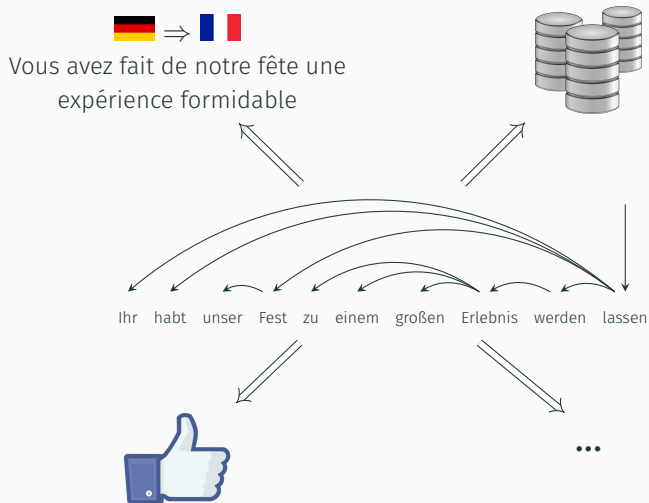 Vous avez fait de notre fête une
expérience formidable
Ihr habt unser Fest zu einem großen Erlebnis werden lassen
...